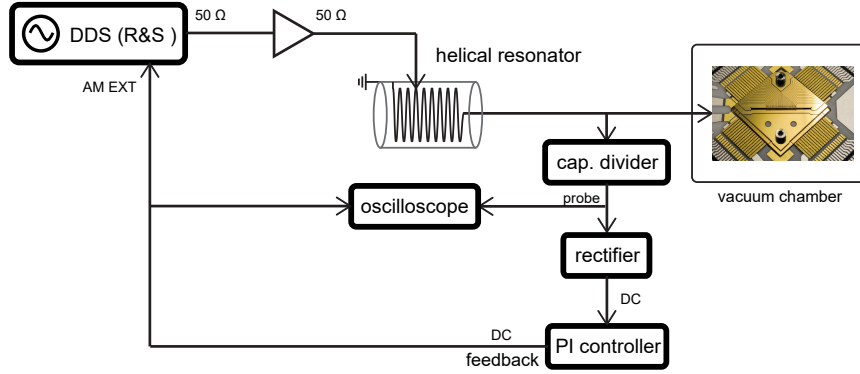 50 Ω
50 Ω
DDS (R&S )
helical resonator
AM EXT
cap. divider
probe
vacuum chamber
oscilloscope
rectifier
DC
DC
PI controller
feedback